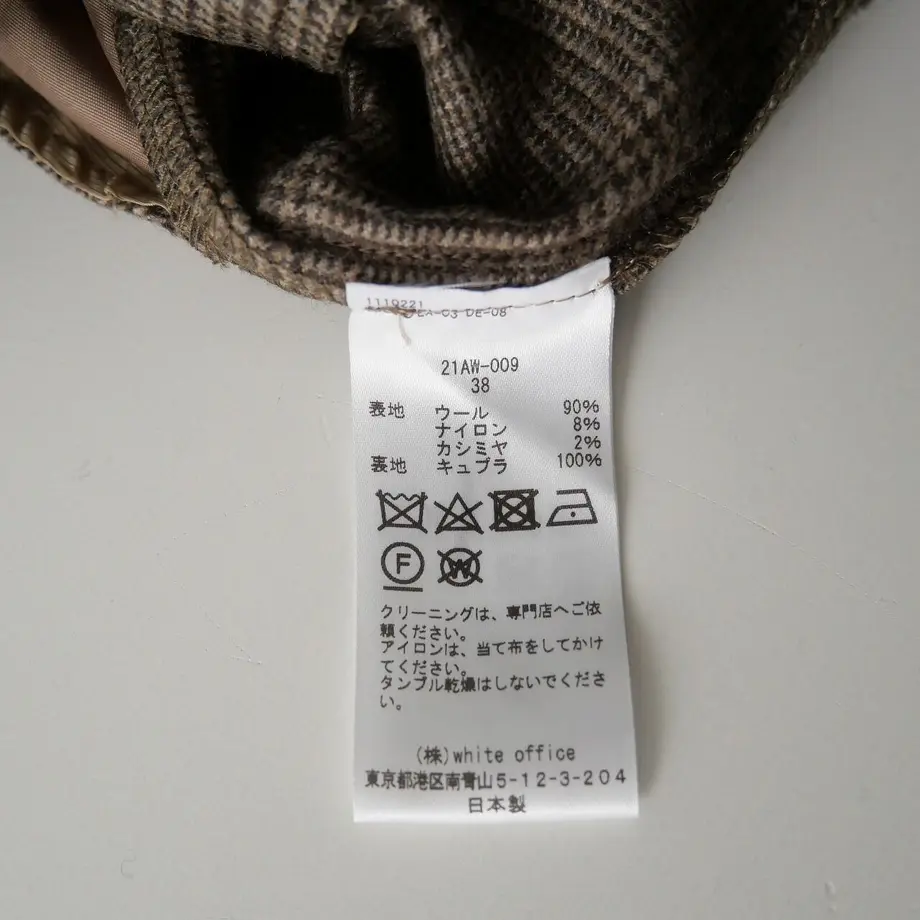 1119221
EA-03 DE-08
21AW-009
38
表地 ウール 90%
ナイロン 8%
カシミヤ 2%
裏地 キュプラ 100%
F W
クリーニングは、専門店へご依
頼ください。
アイロンは、当て布をしてかけ
てください。
タンブル乾燥はしないでくださ
い。
(株)white office
東京都港区南青山5-12-3-204
日本製